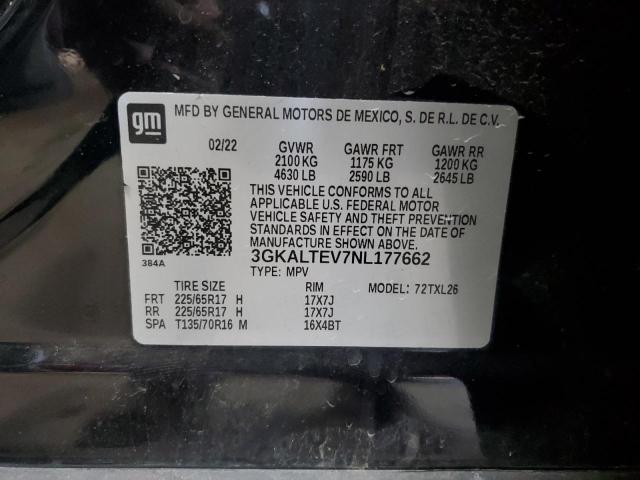 gm MFD BY GENERAL MOTORS DE MEXICO, S. DE R.L. DE C.V.
02/22 GVWR GAWR FRT GAWR RR
2100 KG 1175 KG 1200 KG
4630 LB 2590 LB 2645 LB
THIS VEHICLE CONFORMS TO ALL
APPLICABLE U.S. FEDERAL MOTOR
VEHICLE SAFETY AND THEFT PREVENTION
STANDARDS IN EFFECT ON THE DATE OF
MANUFACTURE SHOWN ABOVE.
384A 3GKALTEV7NL177662
TYPE: MPV
TIRE SIZE RIM MODEL: 72TXL26
FRT 225/65R17 H 17X7J
RR 225/65R17 H 17X7J
SPA T135/70R16 M 16X4BT